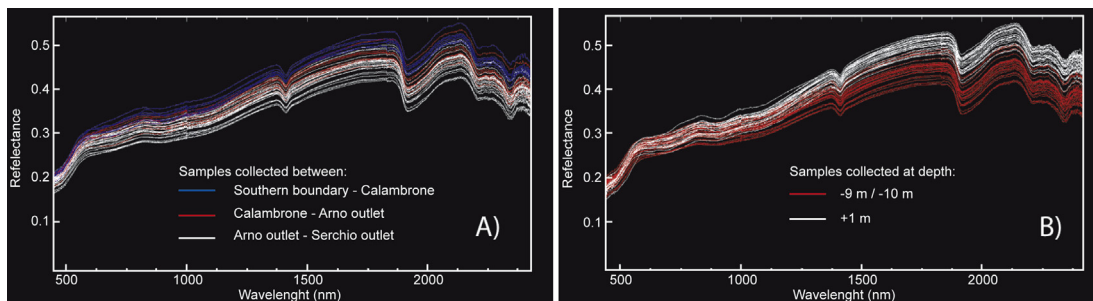 Refelectance
0.5
0.4
0.3
0.2
0.1
Samples collected between:
Southern boundary - Calambrone
Calambrone - Arno outlet
Arno outlet - Serchio outlet
A)
500
1000
1500
2000
Wavelenght (nm)
Refelectance
0.5
0.4
0.3
0.2
0.1
Samples collected at depth:
-9 m / -10 m
+1 m
B)
500
1000
1500
2000
Wavelenght (nm)